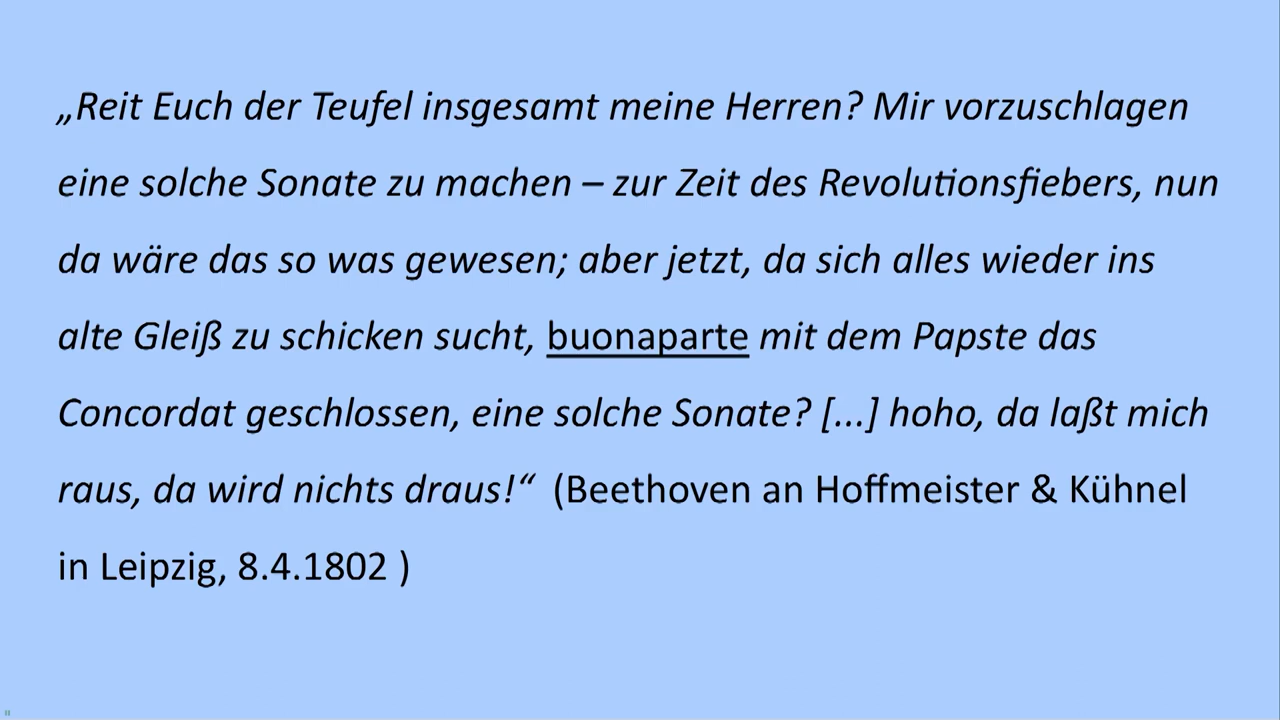 „Reit Euch der Teufel insgesamt meine Herren? Mir vorzuschlagen
eine solche Sonate zu machen – zur Zeit des Revolutionsfiebers, nun
da wäre das so was gewesen; aber jetzt, da sich alles wieder ins
alte Gleiß zu schicken sucht, buonaparte mit dem Papste das
Concordat geschlossen, eine solche Sonate? [...] hoho, da laßt mich
raus, da wird nichts draus!“ (Beethoven an Hoffmeister & Kühnel
in Leipzig, 8.4.1802 )